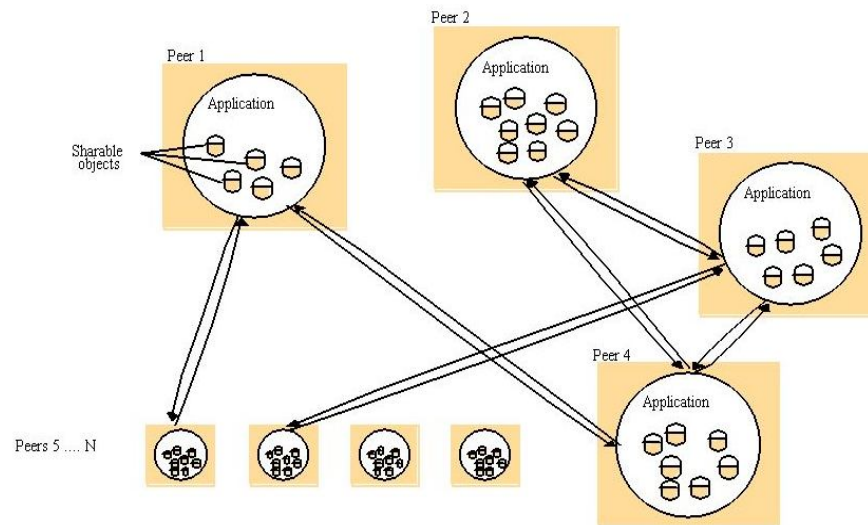 Peer 2
Peer 1
Application
Application
Sharable
objects
Peer 3
Application
Peer 4
Application
Peers 5 .... N